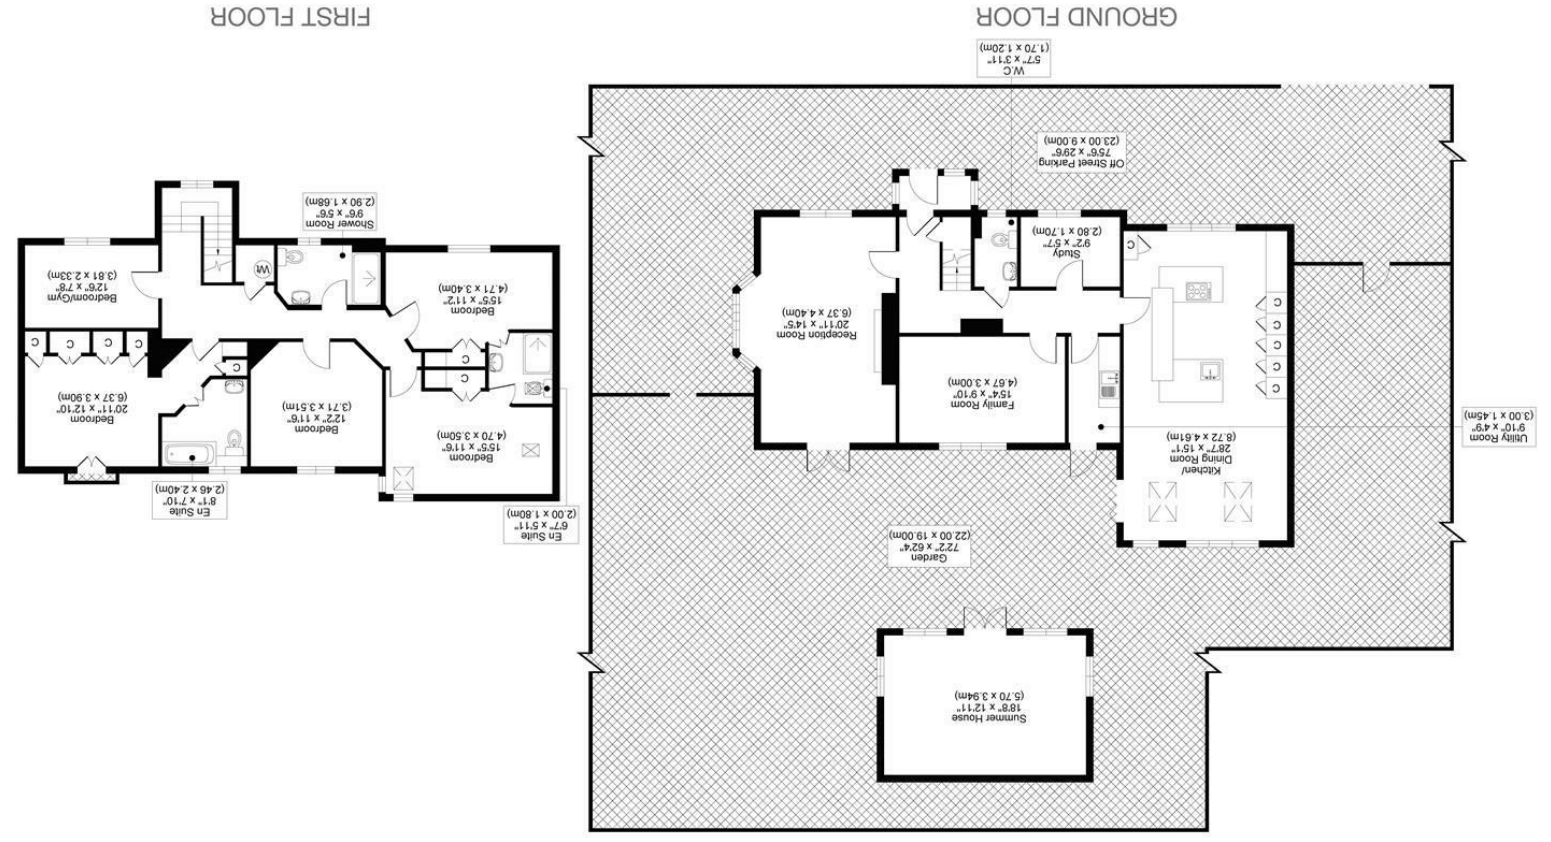 Summer House
18'8" x 12'11"
(5.70 x 3.94m)
Garden
72'2" x 62'4"
(22.00 x 19.00m)
Kitchen/
Dining Room
28'7" x 15'1"
(8.72 x 4.61m)
Utility Room
9'10" x 4'9"
(3.00 x 1.45m)
C
C
C
C
C
C
Family Room
15'4" x 9'10"
(4.67 x 3.00m)
Reception Room
20'11" x 14'5"
(6.37 x 4.40m)
Study
9'2" x 5'7"
(2.80 x 1.70m)
Off Street Parking
75'6" x 29'6"
(23.00 x 9.00m)
W.C
5'7" x 3'11"
(1.70 x 1.20m)
GROUND FLOOR
En Suite
6'7" x 5'11"
(2.00 x 1.80m)
En Suite
8'1" x 7'10"
(2.46 x 2.40m)
Bedroom
15'5" x 11'6"
(4.70 x 3.50m)
Bedroom
12'2" x 11'6"
(3.71 x 3.51m)
Bedroom
20'11" x 12'10"
(6.37 x 3.90m)
C
C
C
C
C
C
C
Bedroom
15'5" x 11'2"
(4.71 x 3.40m)
Bedroom/Gym
12'6" x 7'8"
(3.81 x 2.33m)
Wt
Shower Room
9'6" x 5'6"
(2.90 x 1.68m)
FIRST FLOOR